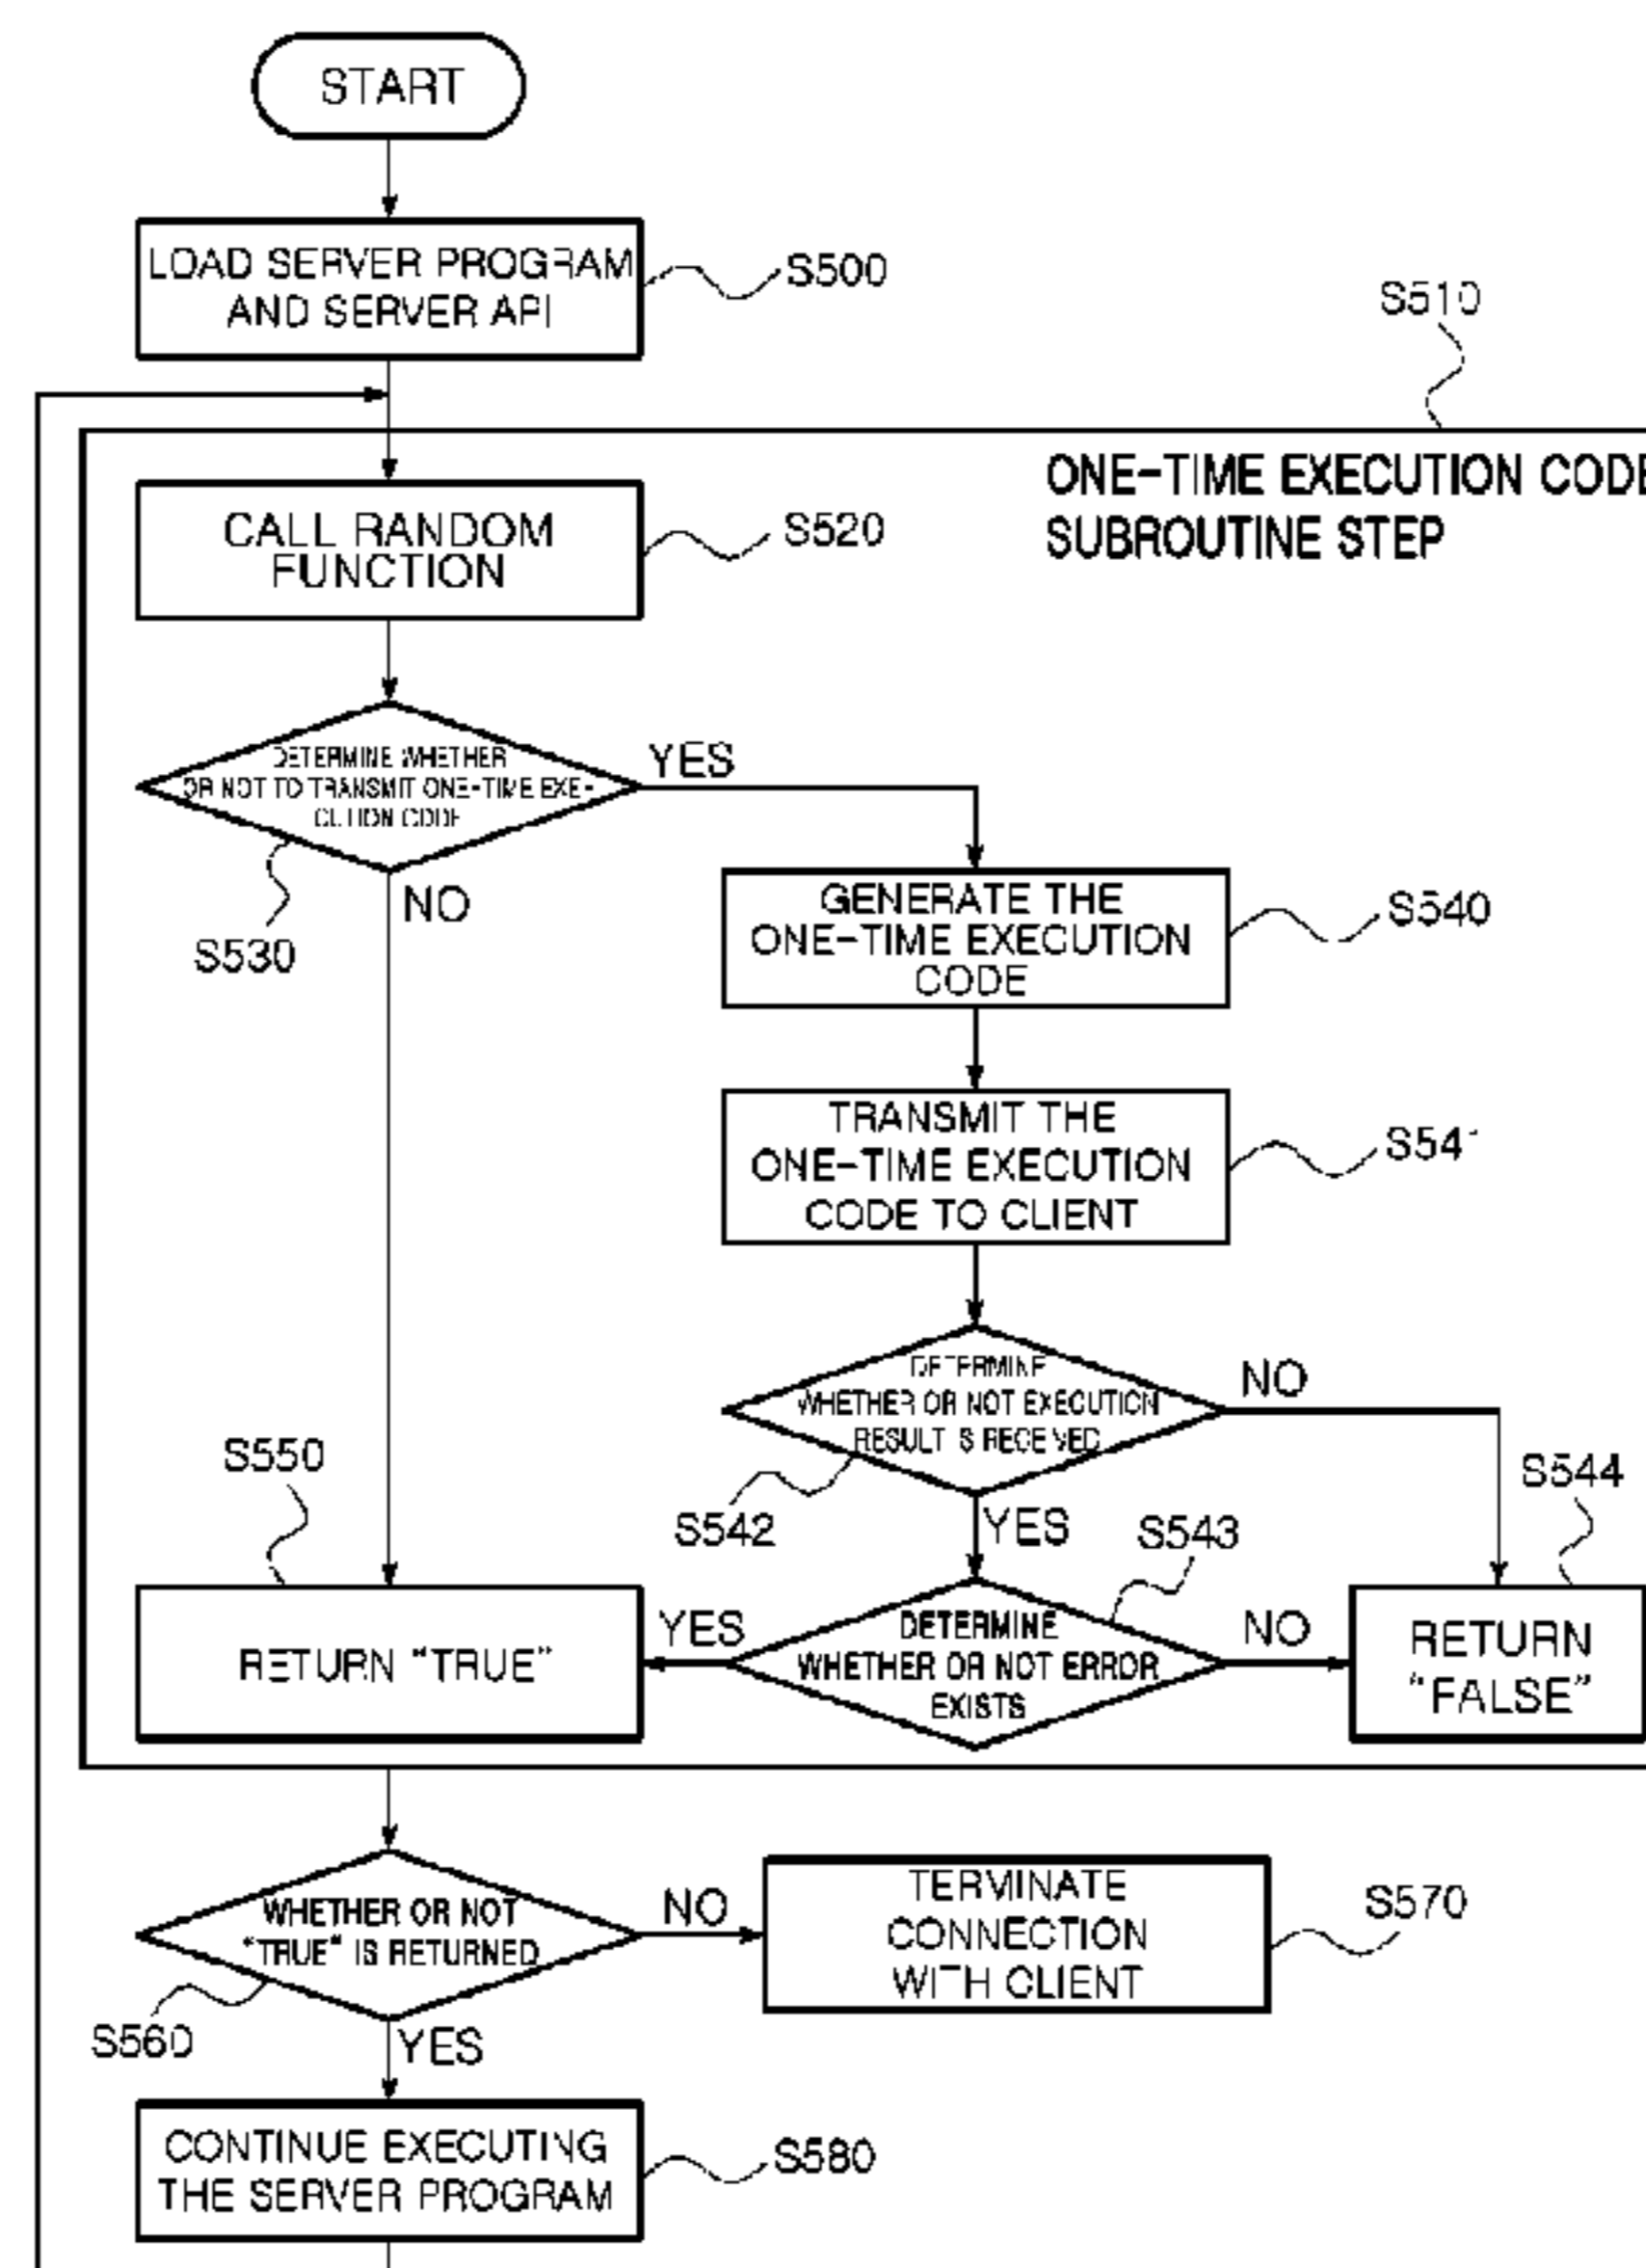 START
LOAD SERVER PROGRAM
AND SERVER API
S500
S510
ONE-TIME EXECUTION CODE
SUBROUTINE STEP
CALL RANDOM
FUNCTION
S520
DETERMINE WHETHER
OR NOT TO TRANSMIT ONE-TIME EXE-
CUTION CODE
YES
NO
S530
GENERATE THE
ONE-TIME EXECUTION
CODE
S540
TRANSMIT THE
ONE-TIME EXECUTION
CODE TO CLIENT
S541
DETERMINE
WHETHER OR NOT EXECUTION
RESULT IS RECEIVED
NO
S542
YES
S550
S543
S544
RETURN "TRUE"
YES
DETERMINE
WHETHER OR NOT ERROR
EXISTS
NO
RETURN
"FALSE"
WHETHER OR NOT
"TRUE" IS RETURNED
NO
S560
YES
TERMINATE
CONNECTION
WITH CLIENT
S570
CONTINUE EXECUTING
THE SERVER PROGRAM
S580